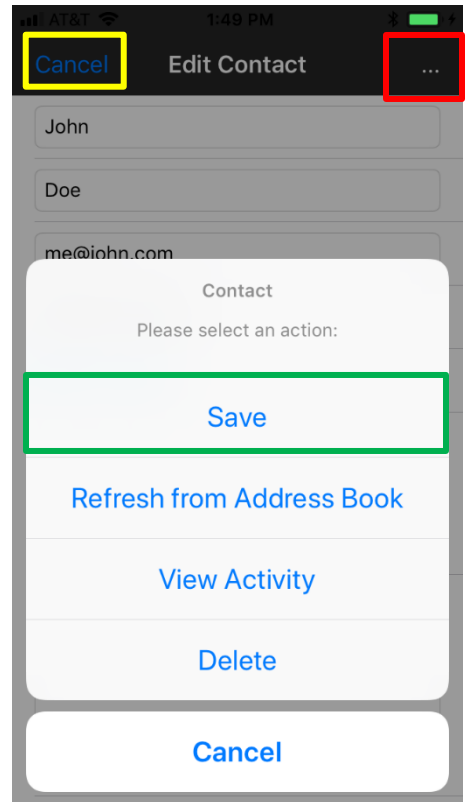 AT&T 1:49 PM
Cancel Edit Contact ...
John
Doe
me@john.com
Contact
Please select an action:
Save
Refresh from Address Book
View Activity
Delete
Cancel